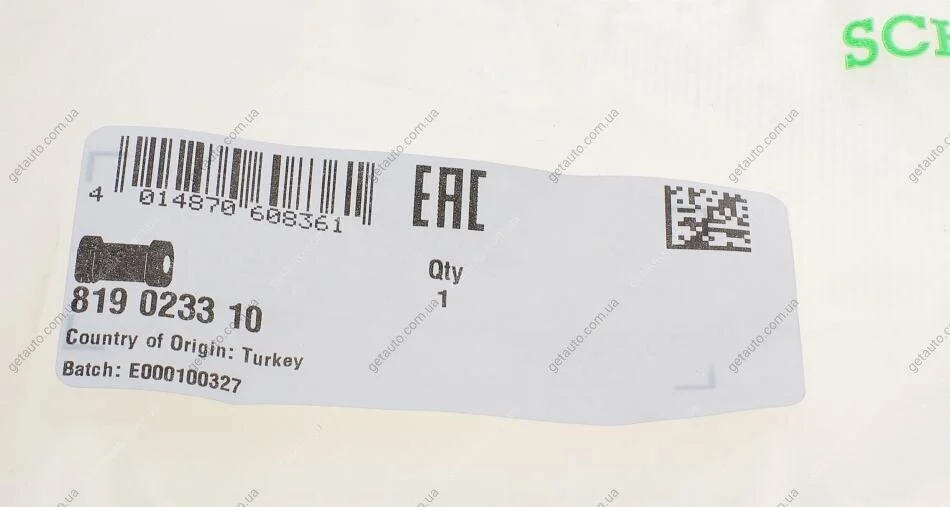 SCH
4 014870 608361
EAC
Qty
1
819 0233 10
Country of Origin: Turkey
Batch: E000100327
getauto.com.ua